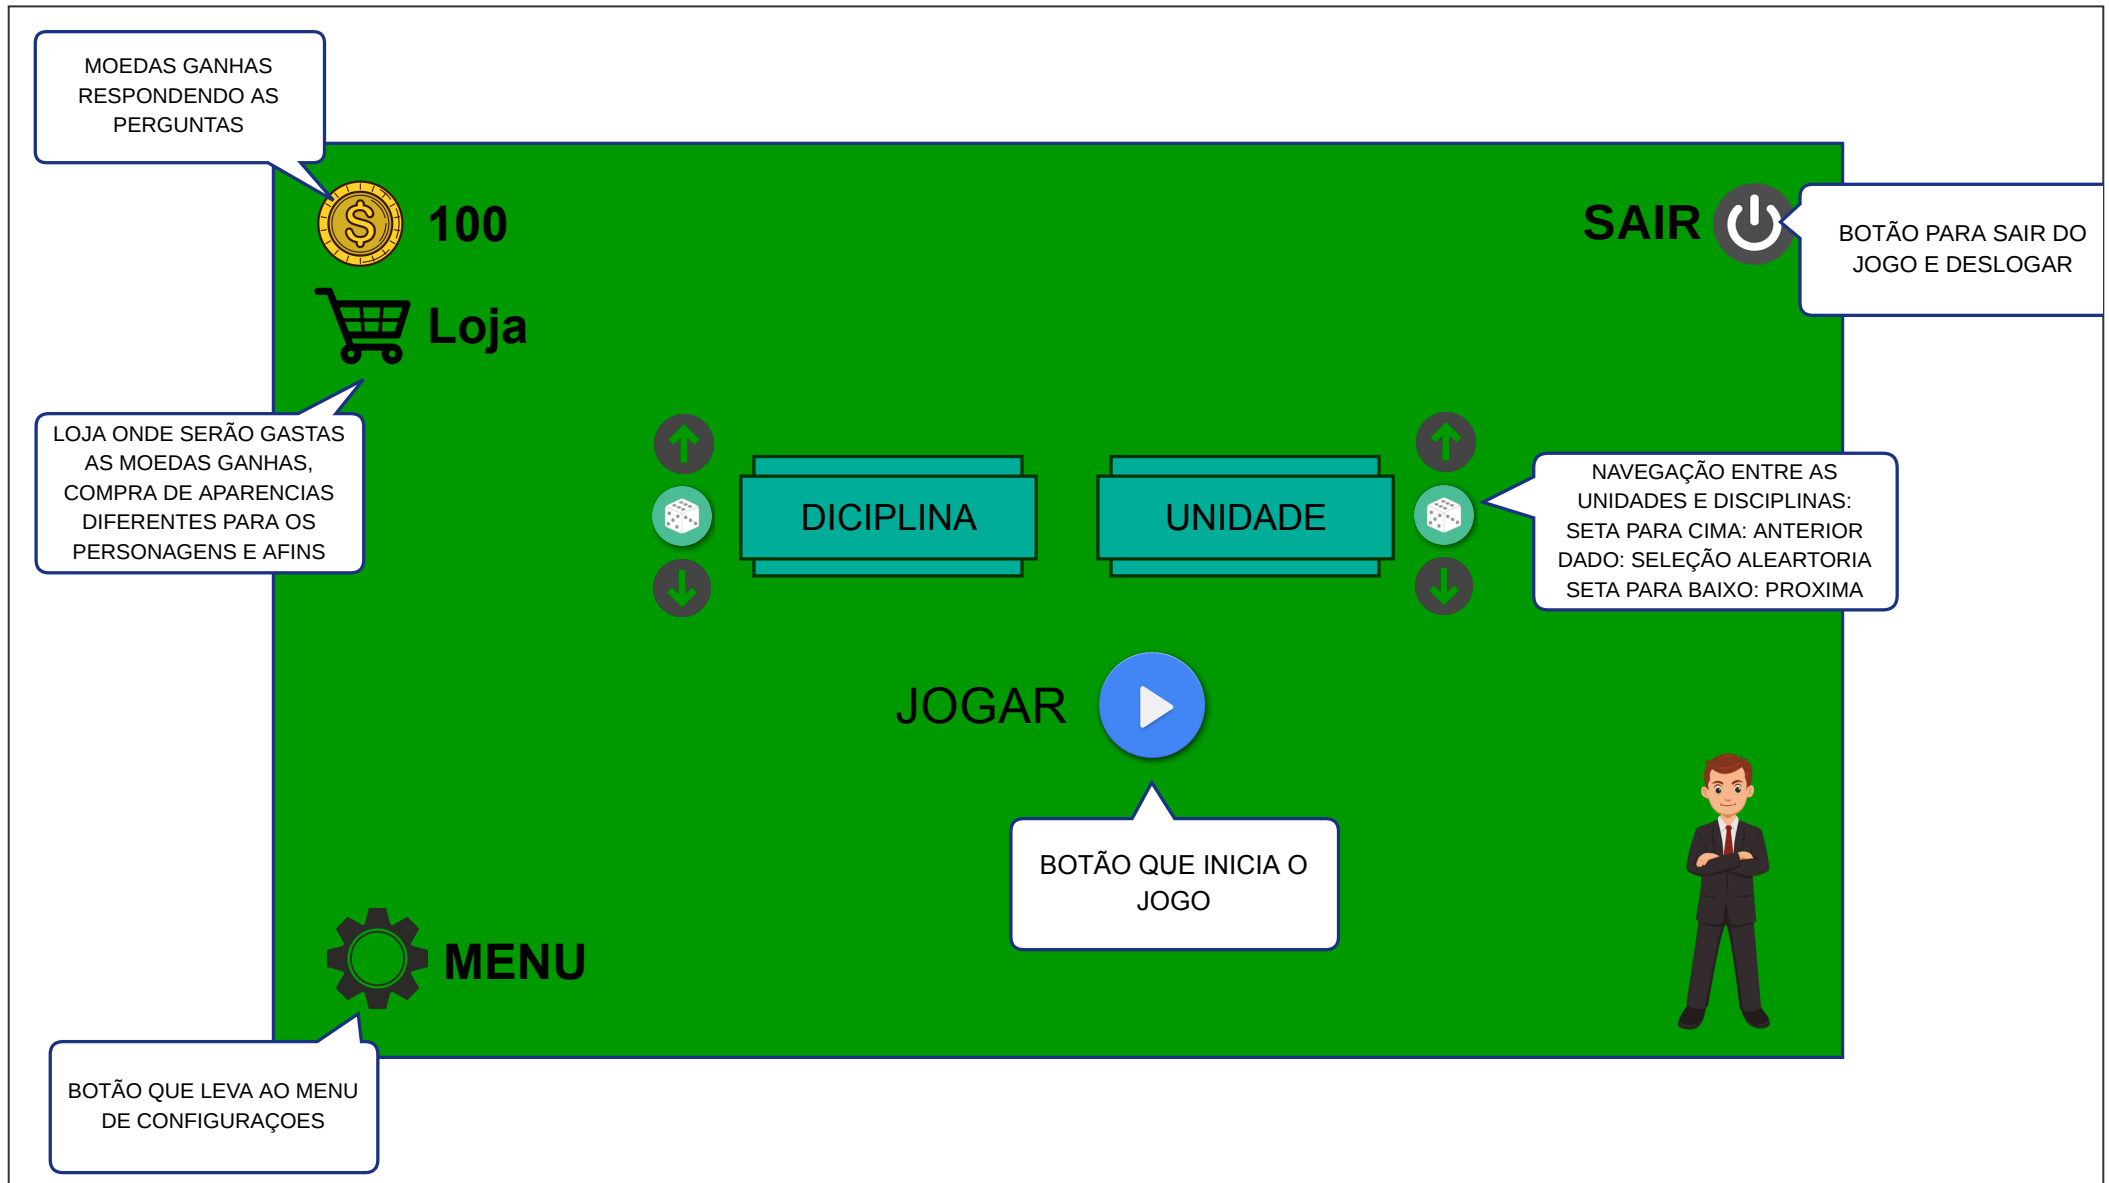 MOEDAS GANHAS
RESPONDENDO AS
PERGUNTAS
100
SAIR
BOTÃO PARA SAIR DO
JOGO E DESLOGAR
Loja
LOJA ONDE SERÃO GASTAS
AS MOEDAS GANHAS,
COMPRA DE APARENCIAS
DIFERENTES PARA OS
PERSONAGENS E AFINS
DICIPLINA
UNIDADE
NAVEGAÇÃO ENTRE AS
UNIDADES E DISCIPLINAS:
SETA PARA CIMA: ANTERIOR
DADO: SELEÇÃO ALEARTORIA
SETA PARA BAIXO: PROXIMA
JOGAR
BOTÃO QUE INICIA O
JOGO
MENU
BOTÃO QUE LEVA AO MENU
DE CONFIGURAÇOES